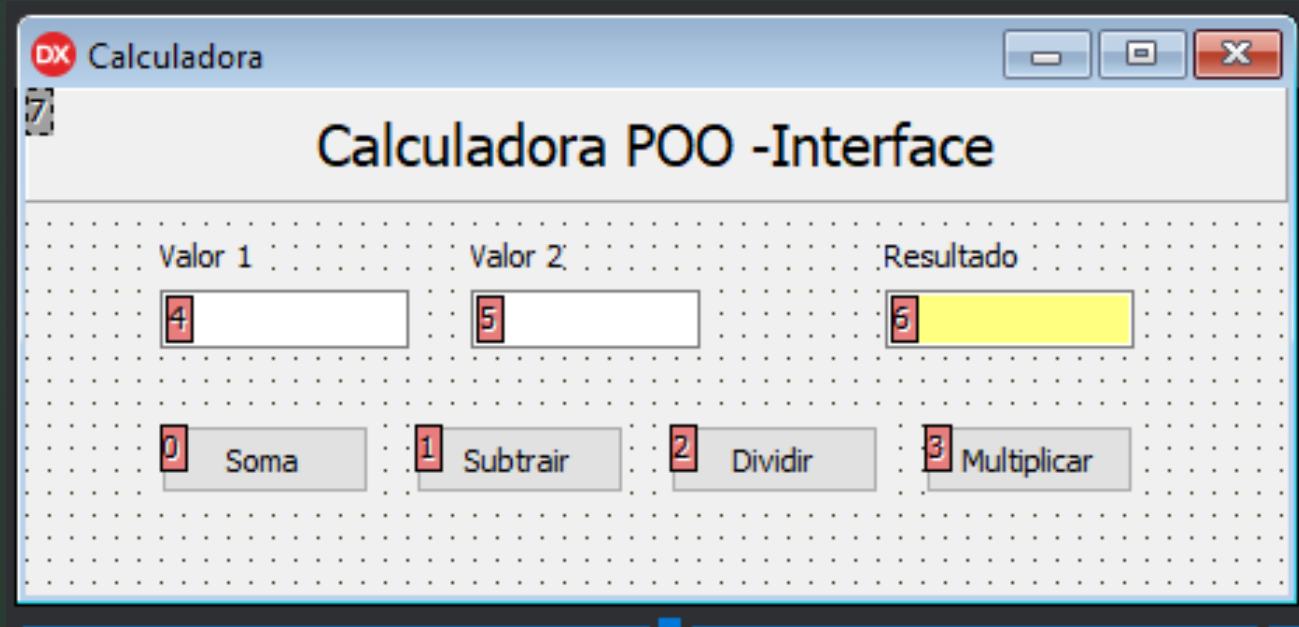 DX Calculadora
7
Calculadora POO -Interface
Valor 1 Valor 2 Resultado
4 5 6
0 Soma 1 Subtrair 2 Dividir 3 Multiplicar